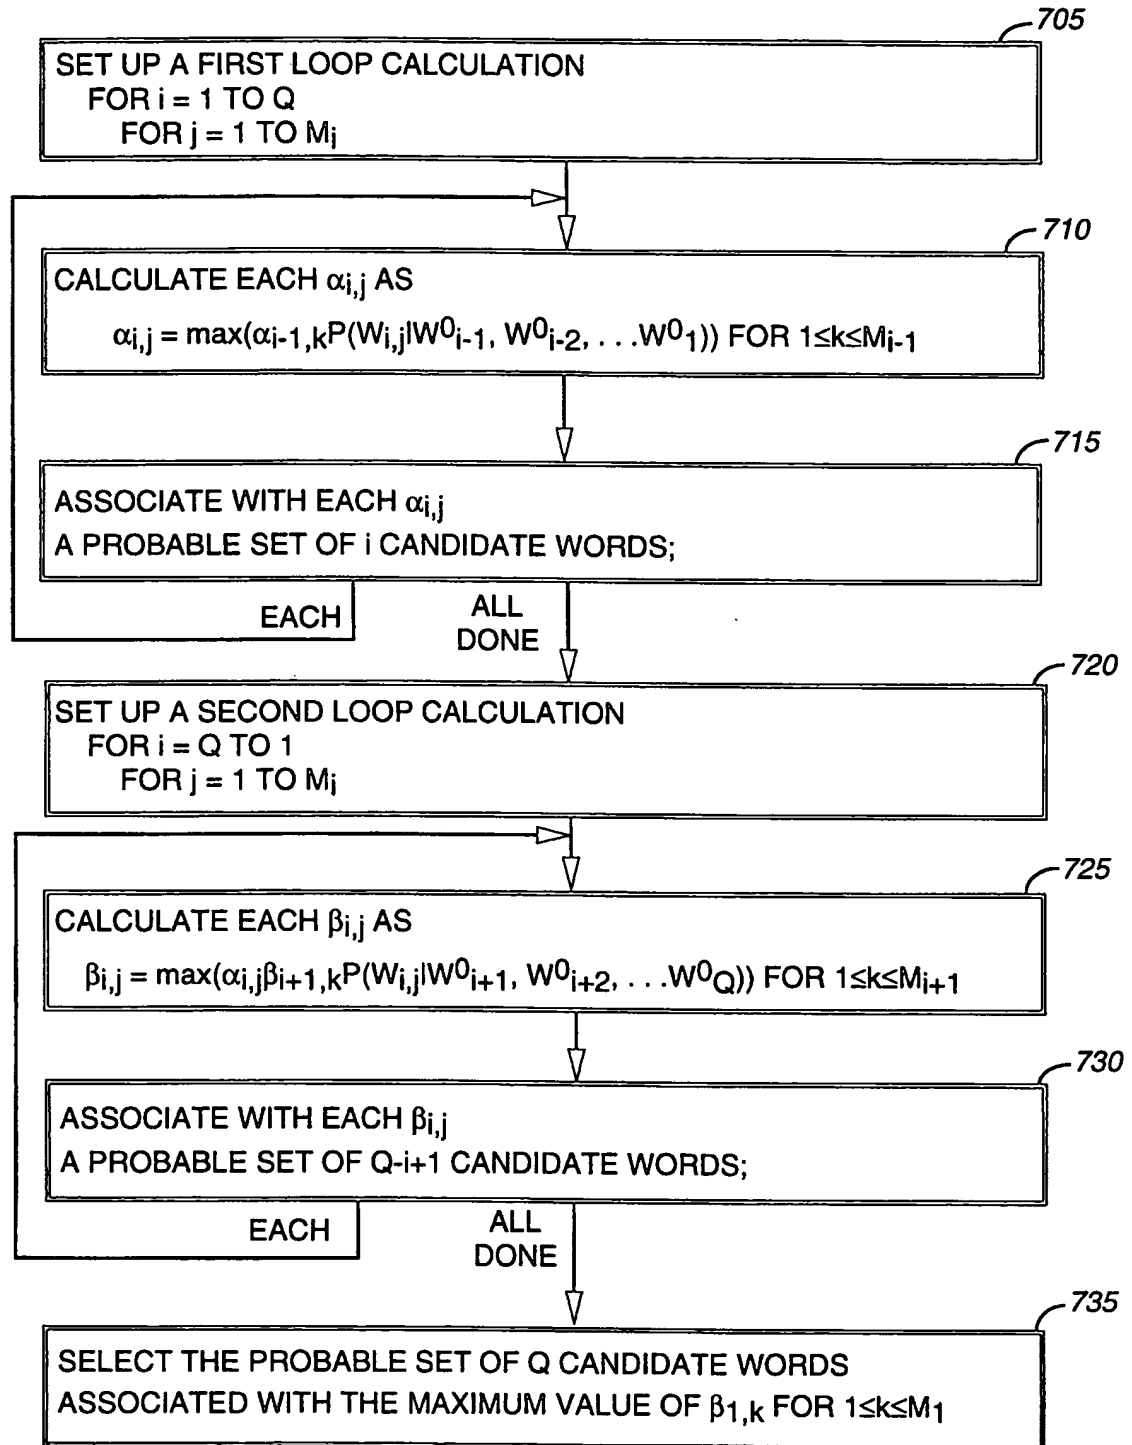 705
SET UP A FIRST LOOP CALCULATION
FOR i = 1 TO Q
FOR j = 1 TO Mj
710
CALCULATE EACH αi,j AS
αi,j = max(αi-1,kP(Wi,j|W0i-1, W0i-2, . . .W01)) FOR 1≤k≤Mi-1
715
ASSOCIATE WITH EACH αi,j
A PROBABLE SET OF i CANDIDATE WORDS;
EACH
ALL
DONE
720
SET UP A SECOND LOOP CALCULATION
FOR i = Q TO 1
FOR j = 1 TO Mi
725
CALCULATE EACH βi,j AS
βi,j = max(αi,jβi+1,kP(Wi,j|W0i+1, W0i+2, . . .W0Q)) FOR 1≤k≤Mi+1
730
ASSOCIATE WITH EACH βi,j
A PROBABLE SET OF Q-i+1 CANDIDATE WORDS;
EACH
ALL
DONE
735
SELECT THE PROBABLE SET OF Q CANDIDATE WORDS
ASSOCIATED WITH THE MAXIMUM VALUE OF β1,k FOR 1≤k≤M1